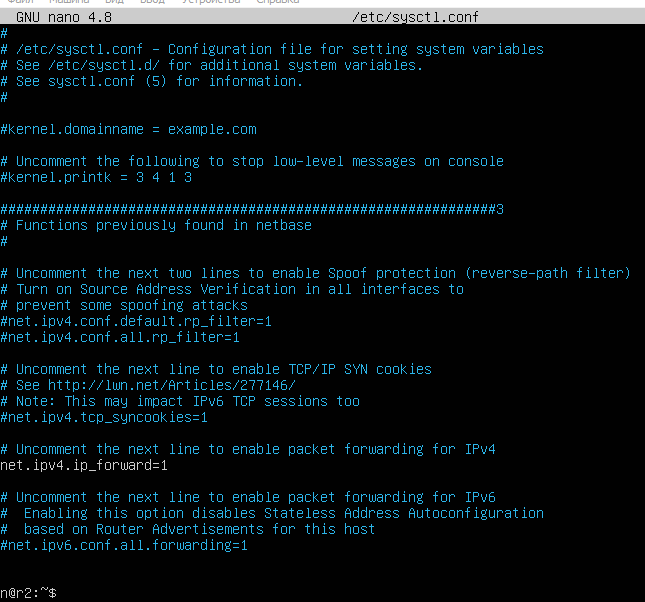 Файл Машина Вид Ввод Устройства Справка
GNU nano 4.8 /etc/sysctl.conf
#
# /etc/sysctl.conf - Configuration file for setting system variables
# See /etc/sysctl.d/ for additional system variables.
# See sysctl.conf (5) for information.
#
#kernel.domainname = example.com
# Uncomment the following to stop low-level messages on console
#kernel.printk = 3 4 1 3
##############################################################3
# Functions previously found in netbase
#
# Uncomment the next two lines to enable Spoof protection (reverse-path filter)
# Turn on Source Address Verification in all interfaces to
# prevent some spoofing attacks
#net.ipv4.conf.default.rp_filter=1
#net.ipv4.conf.all.rp_filter=1
# Uncomment the next line to enable TCP/IP SYN cookies
# See http://lwn.net/Articles/277146/
# Note: This may impact IPv6 TCP sessions too
#net.ipv4.tcp_syncookies=1
# Uncomment the next line to enable packet forwarding for IPv4
net.ipv4.ip_forward=1
# Uncomment the next line to enable packet forwarding for IPv6
#  Enabling this option disables Stateless Address Autoconfiguration
#  based on Router Advertisements for this host
#net.ipv6.conf.all.forwarding=1
n@r2:~$